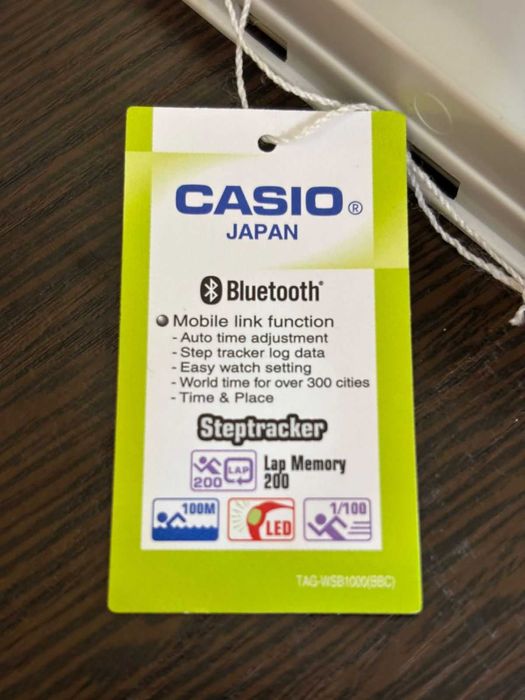 CASIO®
JAPAN
Bluetooth®
Mobile link function
- Auto time adjustment
- Step tracker log data
- Easy watch setting
- World time for over 300 cities
- Time & Place
Steptracker
200 LAP Lap Memory 200
100M LED 1/100
TAG-WSB1000(BBC)